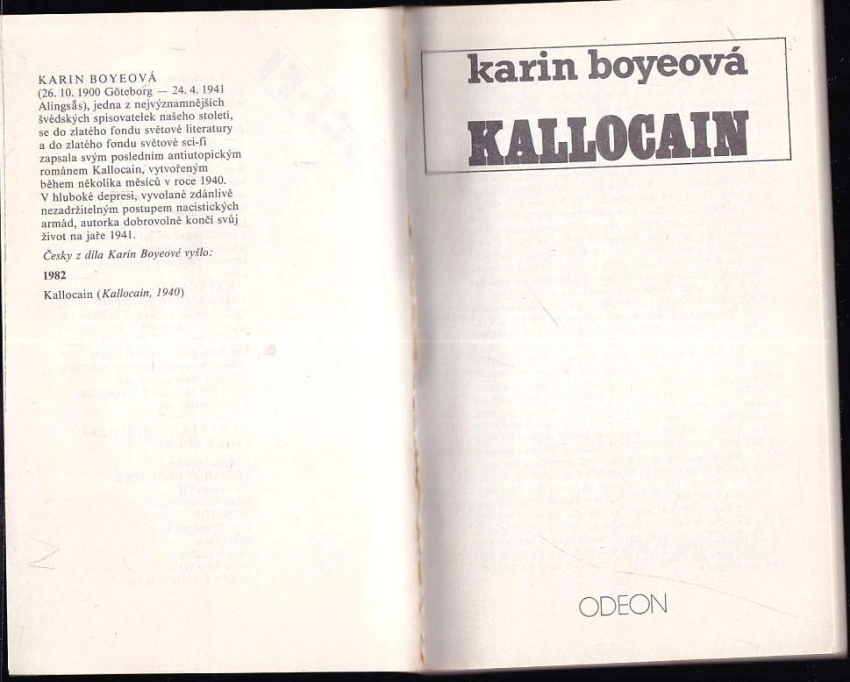 KARIN BOYEOVÁ
(26. 10. 1900 Göteborg — 24. 4. 1941
Alingsås), jedna z nejvýznamnějších
švédských spisovatelek našeho století,
se do zlatého fondu světové literatury
a do zlatého fondu světové sci-fi
zapsala svým posledním antiutopickým
románem Kallocain, vytvořeným
během několika měsíců v roce 1940.
V hluboké depresi, vyvolané zdánlivě
nezadržitelným postupem nacistických
armád, autorka dobrovolně končí svůj
život na jaře 1941.
Česky z díla Karin Boyeové vyšlo:
1982
Kallocain (Kallocain, 1940)
karin boyeová
KALLOCAIN
ODEON